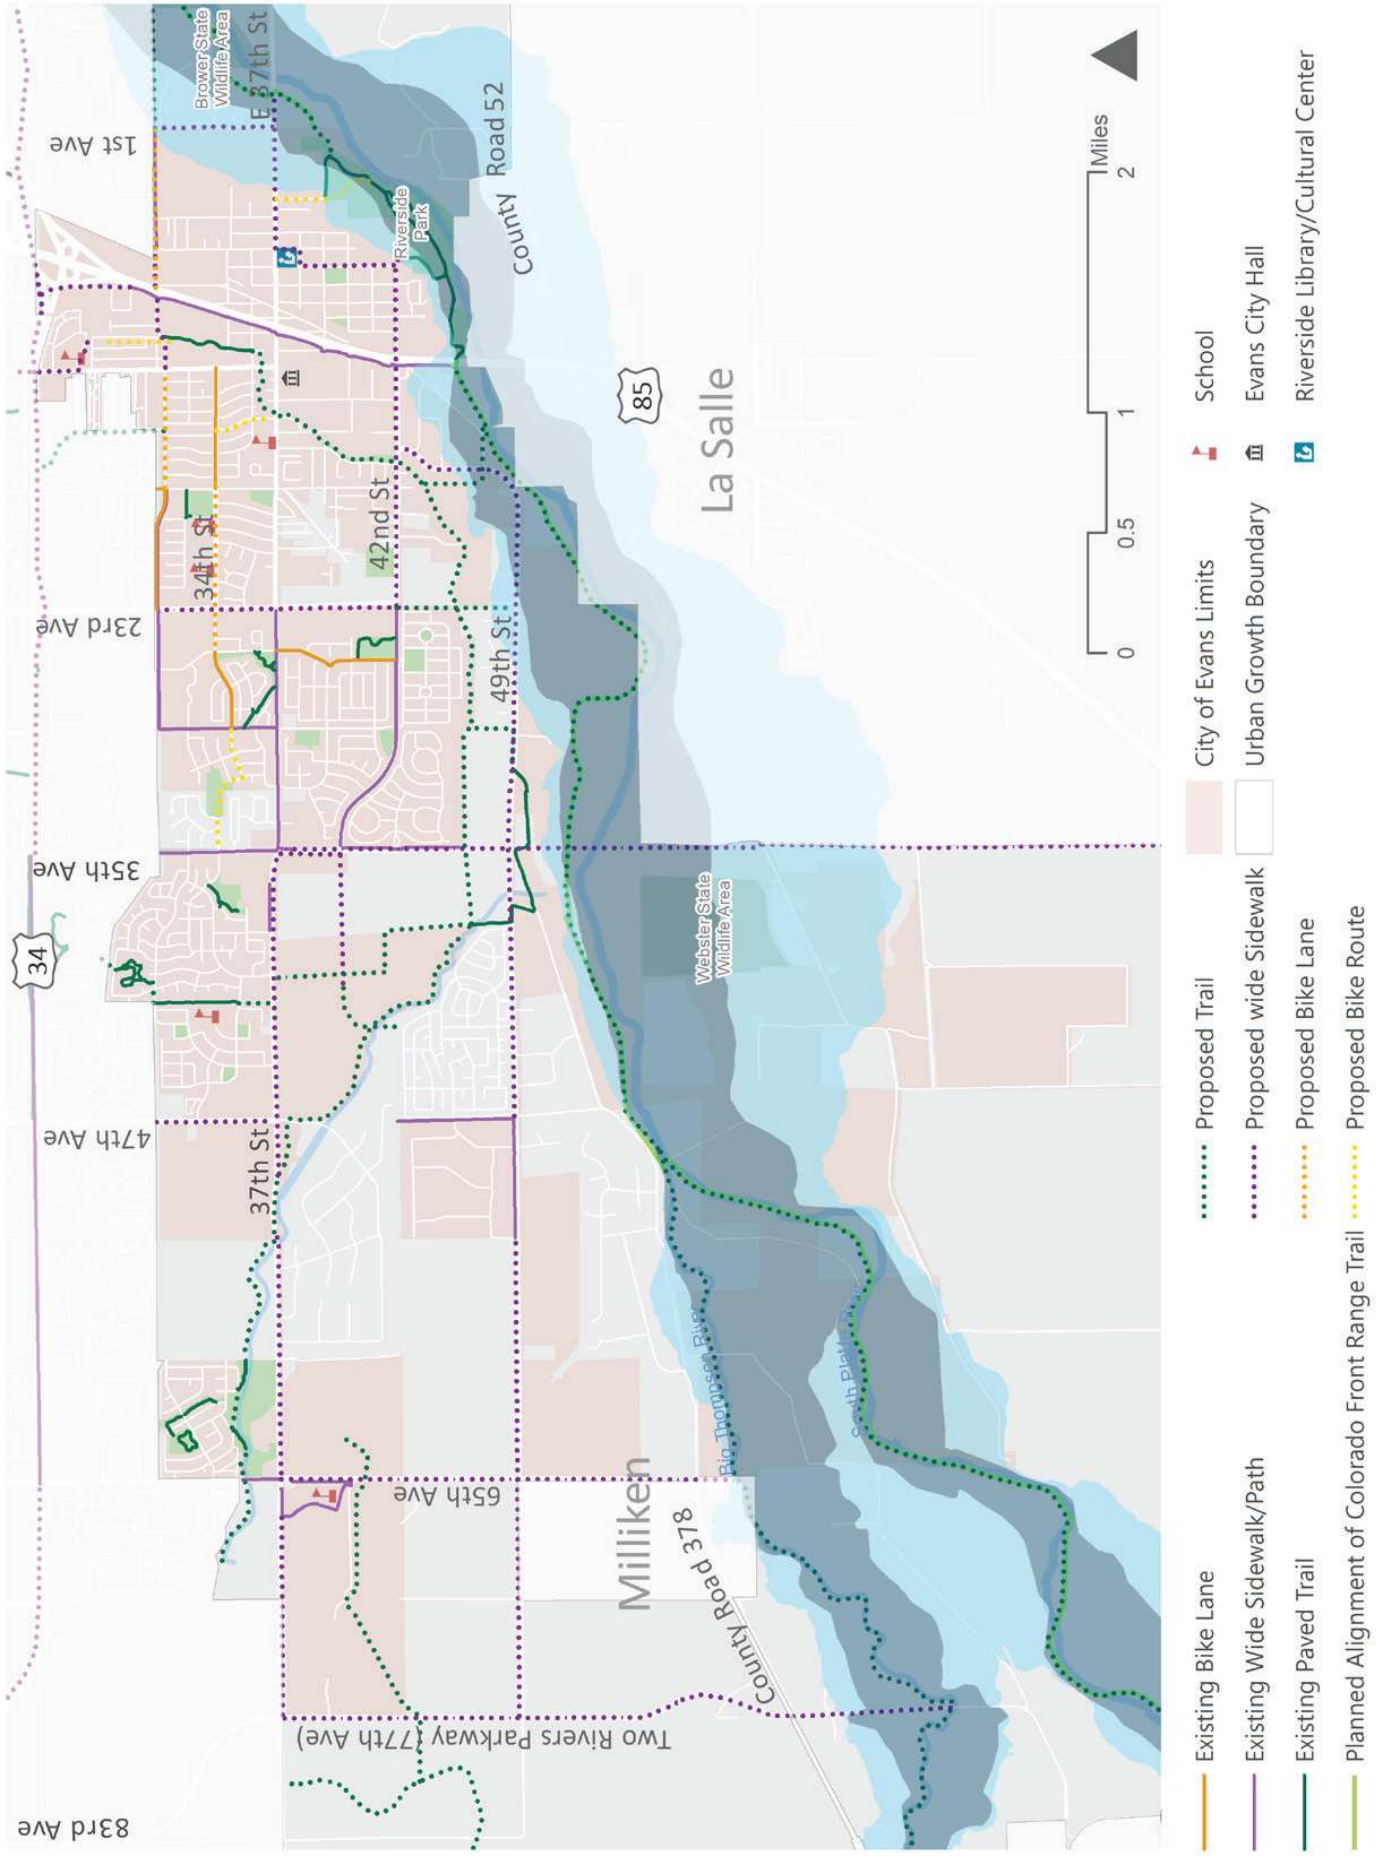 83rd Ave
Two Rivers Parkway (77th Ave)
65th Ave
47th Ave
35th Ave
23rd Ave
1st Ave
34
37th St
34th St
42nd St
49th St
E 37th St
Brower State
Wildlife Area
Riverside
Park
County
Road 52
85
La Salle
Webster State
Wildlife Area
Milliken
County Road 378
Big Thompson River
South Platte River
0
0.5
1
2
Miles
Existing Bike Lane
Existing Wide Sidewalk/Path
Existing Paved Trail
Planned Alignment of Colorado Front Range Trail
Proposed Trail
Proposed wide Sidewalk
Proposed Bike Lane
Proposed Bike Route
City of Evans Limits
Urban Growth Boundary
School
Evans City Hall
Riverside Library/Cultural Center